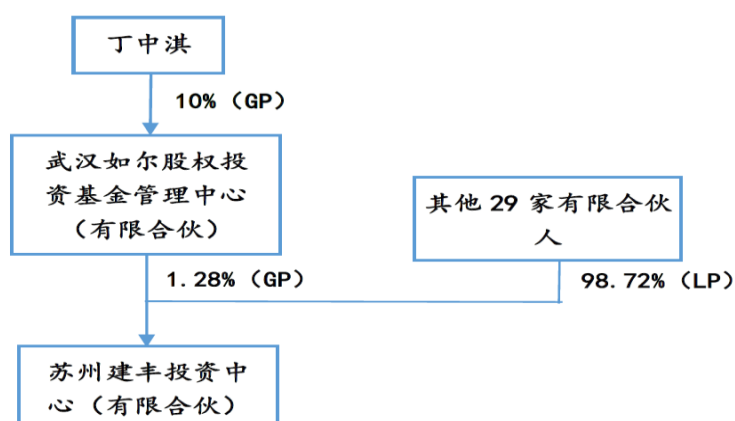 丁中淇
10%（GP）
武汉如尔股权投
资基金管理中心
（有限合伙）
其他 29 家有限合伙
人
1.28%（GP）
98.72%（LP）
苏州建丰投资中
心（有限合伙）